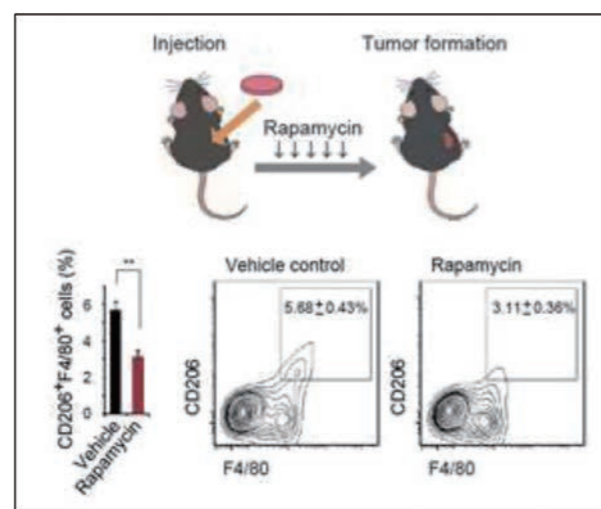 Injection
Tumor formation
Rapamycin
↓↓↓↓↓
Vehicle control
Rapamycin
CD206⁺F4/80⁺ cells (%)
**
6
4
2
0
Vehicle
Rapamycin
CD206
5.68±0.43%
F4/80
CD206
3.11±0.36%
F4/80